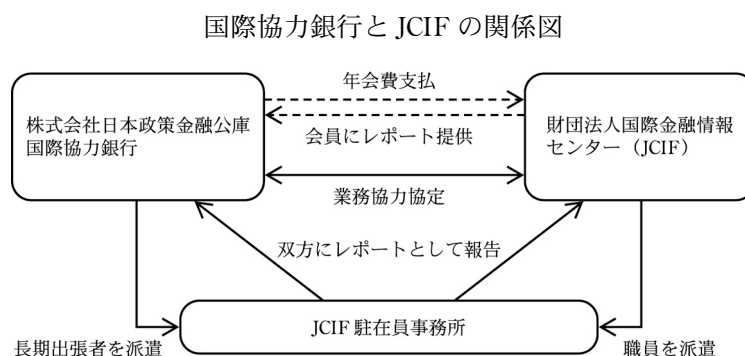 国際協力銀行と JCIF の関係図
年会費支払
株式会社日本政策金融公庫
国際協力銀行
会員にレポート提供
財団法人国際金融情報
センター（JCIF）
業務協力協定
双方にレポートとして報告
JCIF 駐在員事務所
長期出張者を派遣
職員を派遣